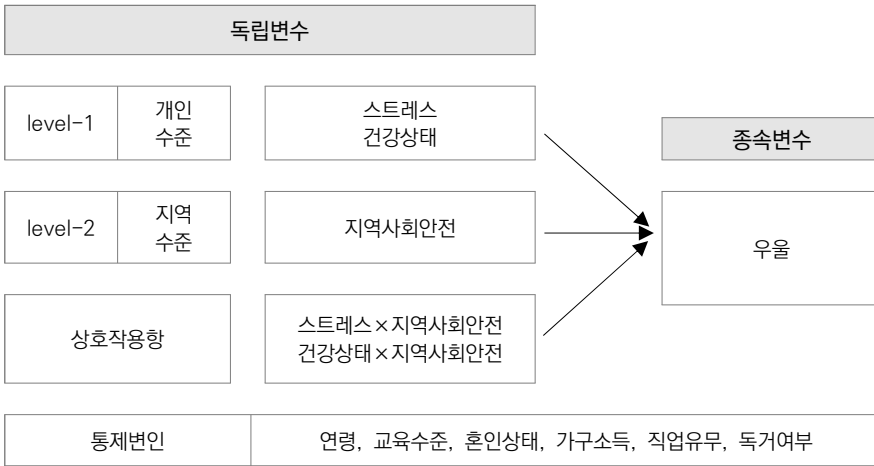 독립변수
level-1
개인
수준
스트레스
건강상태
종속변수
level-2
지역
수준
지역사회안전
우울
상호작용항
스트레스×지역사회안전
건강상태×지역사회안전
통제변인
연령, 교육수준, 혼인상태, 가구소득, 직업유무, 독거여부